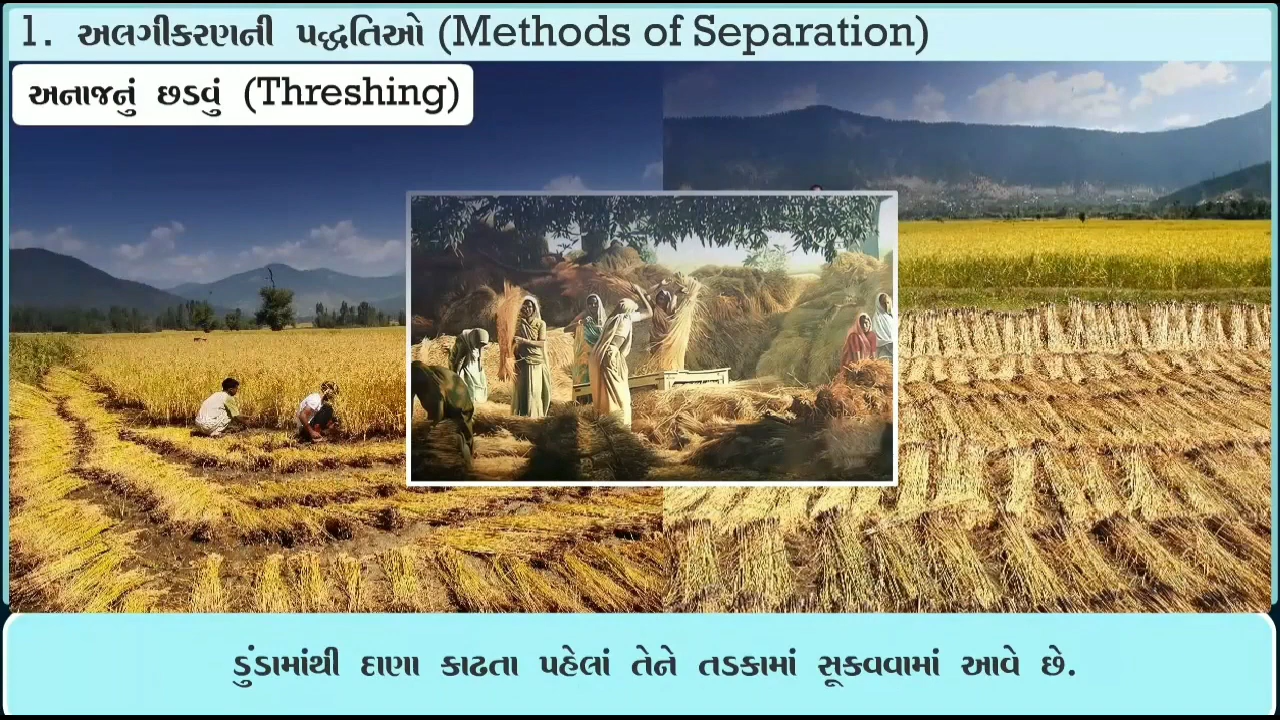 1. અલગીકરણની પદ્ધતિઓ (Methods of Separation)
અનાજનું છડવું (Threshing)
ડુંડામાંથી દાણા કાઢતા પહેલાં તેને તડકામાં સૂકવવામાં આવે છે.